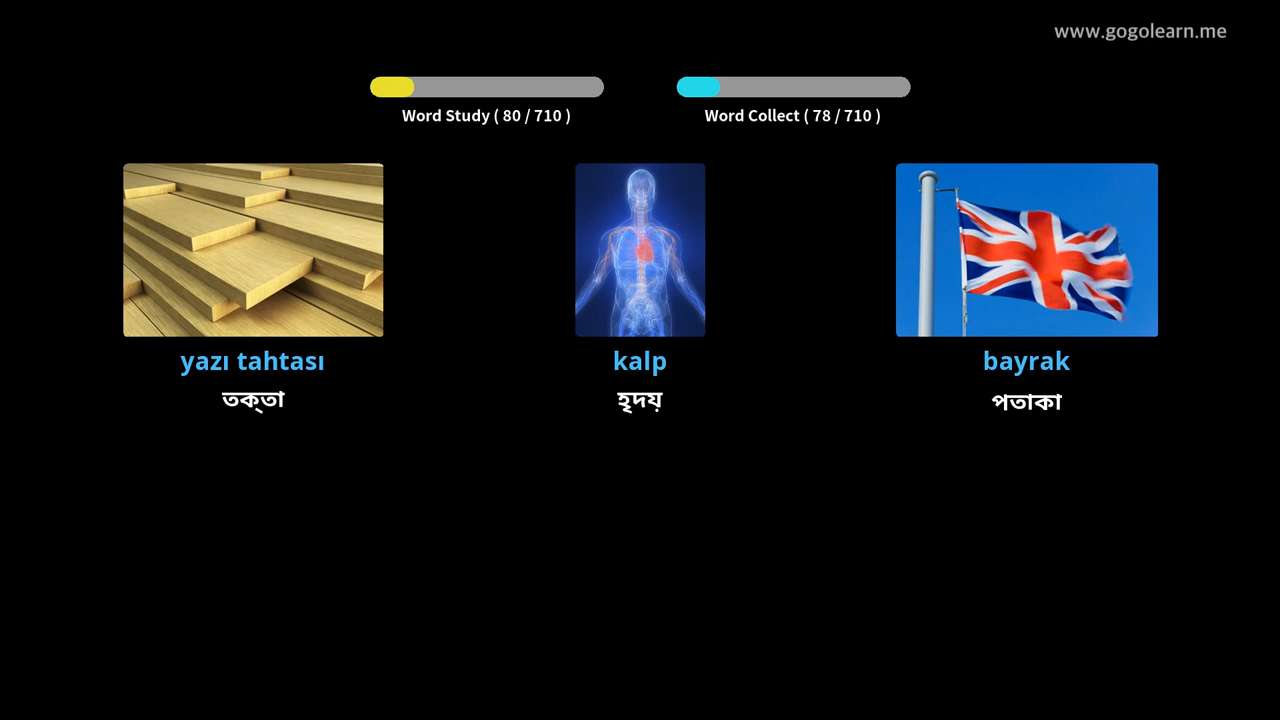 www.gogolearn.me
Word Study ( 80 / 710 )
Word Collect ( 78 / 710 )
yazı tahtası
kalp
bayrak
তক্তা
হৃদয়
পতাকা